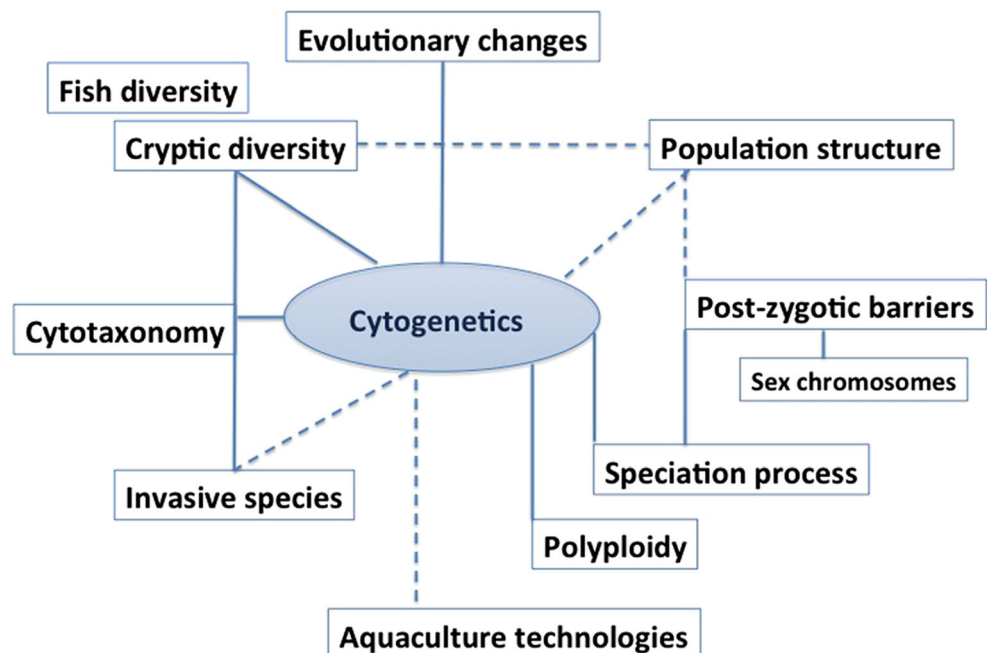 Evolutionary changes
Fish diversity
Cryptic diversity
Population structure
Cytogenetics
Post-zygotic barriers
Cytotaxonomy
Sex chromosomes
Speciation process
Invasive species
Polyploidy
Aquaculture technologies